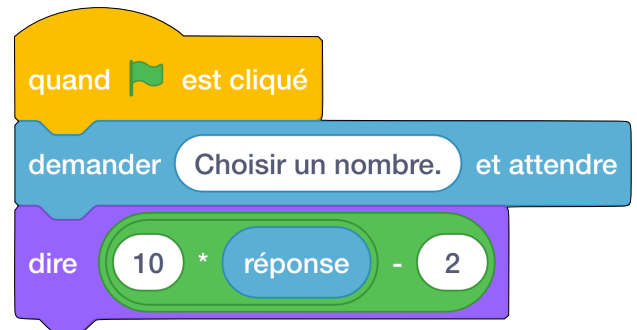 quand est cliqué
demander Choisir un nombre. et attendre
dire 10 * réponse - 2